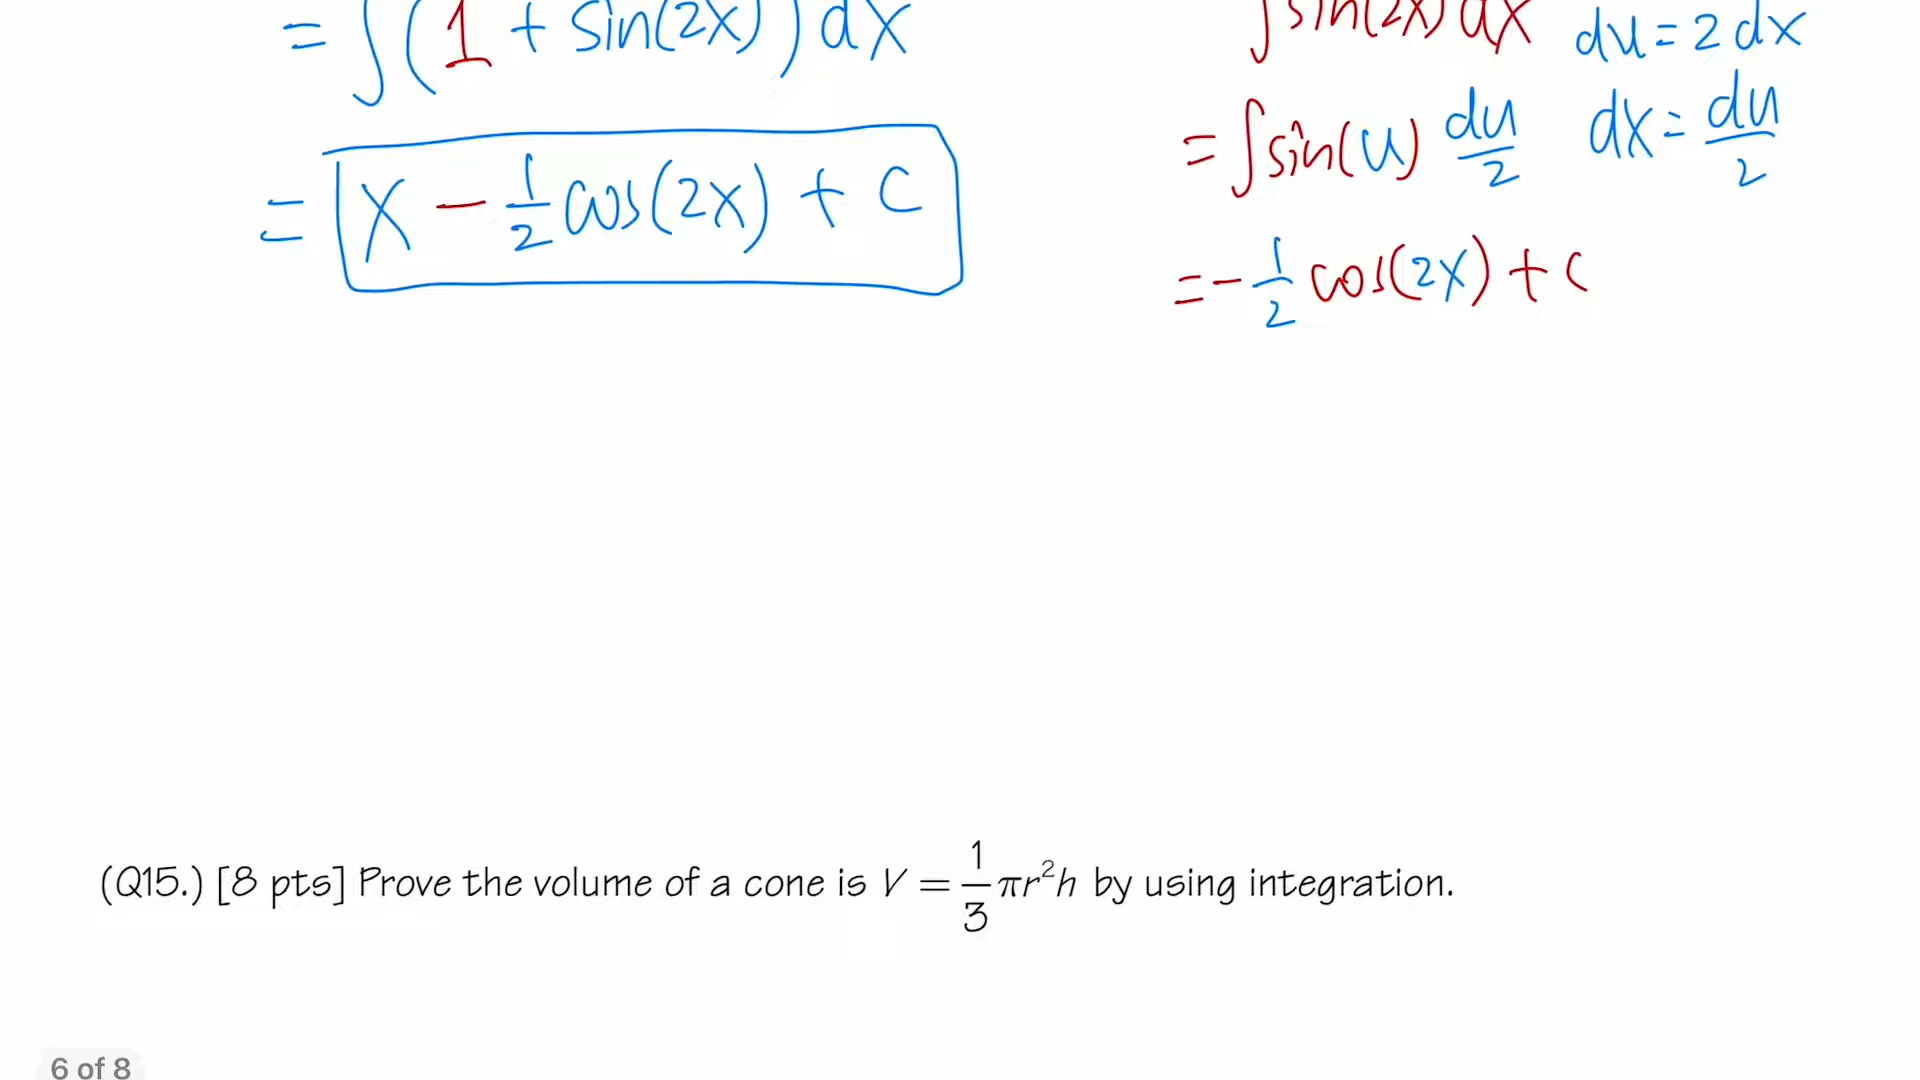 = ∫(1 + sin(2x)) dx
= x - 1/2 cos(2x) + C
∫sin(2x) dx du = 2 dx
= ∫sin(u) du/2 dx = du/2
= - 1/2 cos(2x) + C
(Q15.) [8 pts] Prove the volume of a cone is V = 1/3 πr²h by using integration.
6 of 8